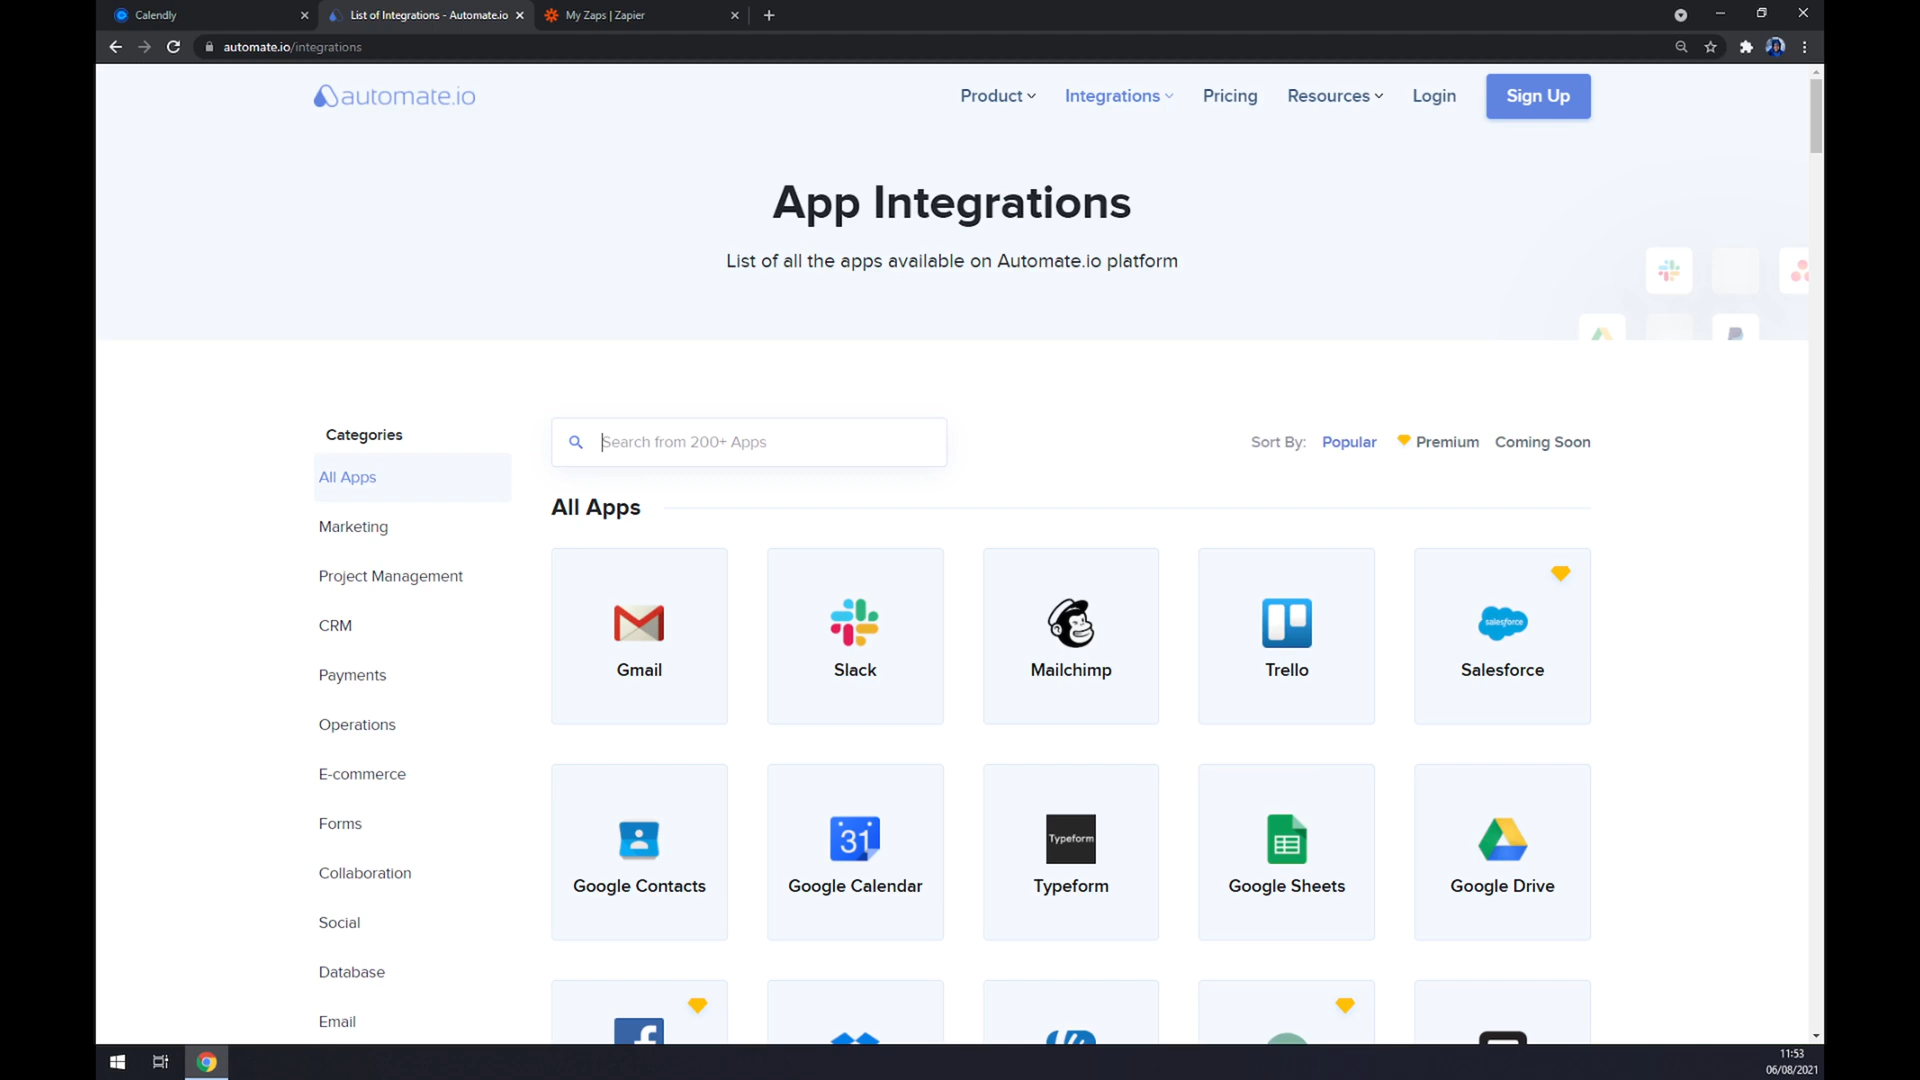 Calendly
List of Integrations - Automate.io
My Zaps | Zapier
automate.io/integrations
automate.io
Product
Integrations
Pricing
Resources
Login
Sign Up
App Integrations
List of all the apps available on Automate.io platform
Categories
Search from 200+ Apps
Sort By:
Popular
Premium
Coming Soon
All Apps
Marketing
Project Management
CRM
Payments
Operations
E-commerce
Forms
Collaboration
Social
Database
Email
All Apps
Gmail
Slack
Mailchimp
Trello
salesforce
Salesforce
Google Contacts
31
Google Calendar
Typeform
Typeform
Google Sheets
Google Drive
11:53
06/08/2021